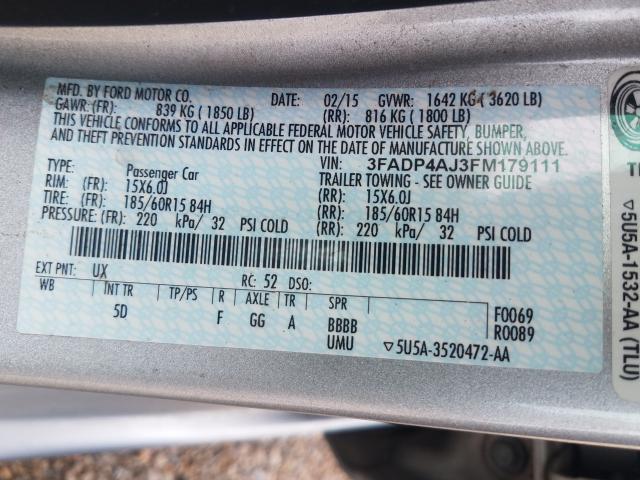 MFD. BY FORD MOTOR CO. DATE: 02/15 GVWR: 1642 KG ( 3620 LB)
GAWR: (FR): 839 KG ( 1850 LB) (RR): 816 KG ( 1800 LB)
THIS VEHICLE CONFORMS TO ALL APPLICABLE FEDERAL MOTOR VEHICLE SAFETY, BUMPER,
AND THEFT PREVENTION STANDARDS IN EFFECT ON THE DATE OF MANUFACTURE SHOWN ABOVE.
VIN: 3FADP4AJ3FM179111
TYPE: Passenger Car TRAILER TOWING - SEE OWNER GUIDE
RIM: (FR): 15X6.0J (RR): 15X6.0J
TIRE: (FR): 185/60R15 84H (RR): 185/60R15 84H
PRESSURE: (FR): 220 kPa/ 32 PSI COLD (RR): 220 kPa/ 32 PSI COLD
EXT PNT: UX RC: 52 DSO:
WB INT TR TP/PS R AXLE TR SPR
5D F GG A BBBB
UMU
F0069
R0089
▽5U5A-3520472-AA
▽5U5A-1532-AA (TLU)